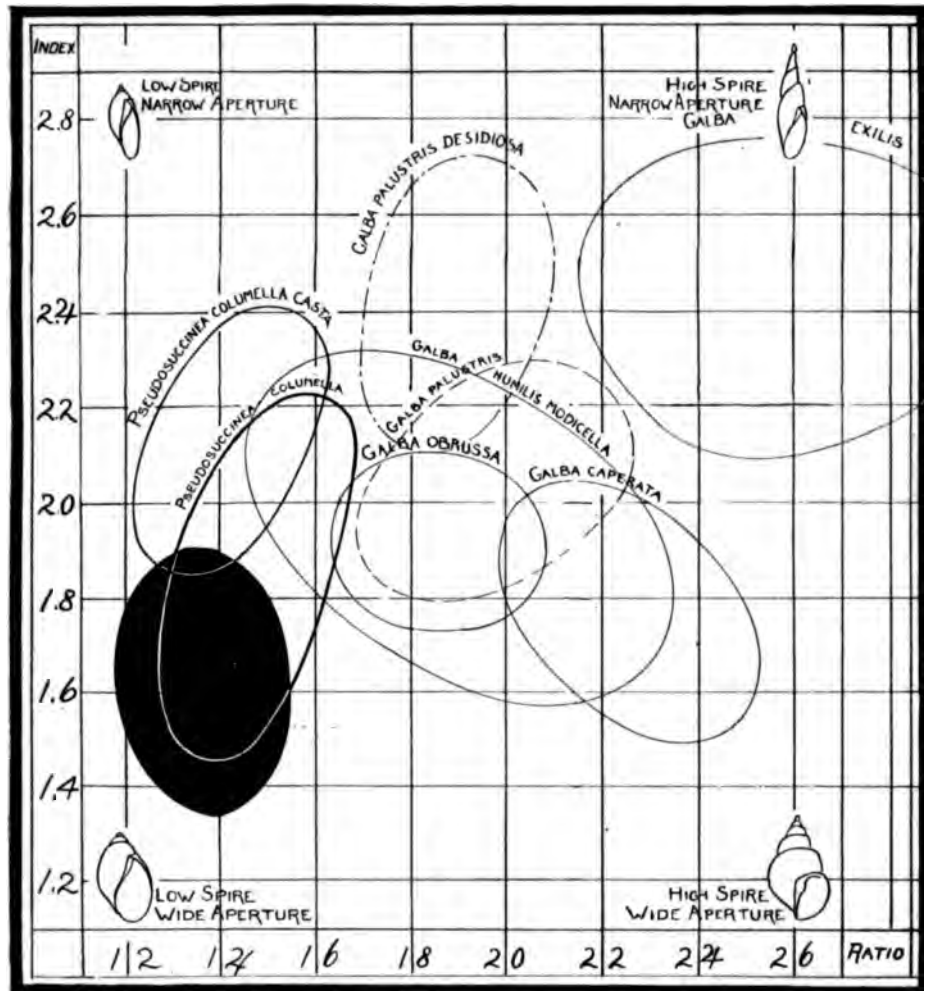 INDEX
LOW SPIRE
NARROW APERTURE
HIGH SPIRE
NARROW APERTURE
GALBA
EXILIS
2.8
GALBA PALUSTRIS DESIDIOSA
2.6
2.4
PSEUDOSUCCINEA COLUMELLA CASTA
PSEUDOSUCCINEA COLUMELLA
GALBA HUMILIS MODICELLA
GALBA PALUSTRIS
2.2
GALBA OBRUSSA
GALBA CAPERATA
2.0
1.8
1.6
1.4
1.2
LOW SPIRE
WIDE APERTURE
HIGH SPIRE
WIDE APERTURE
1.2 1.4 1.6 1.8 2.0 2.2 2.4 2.6 RATIO